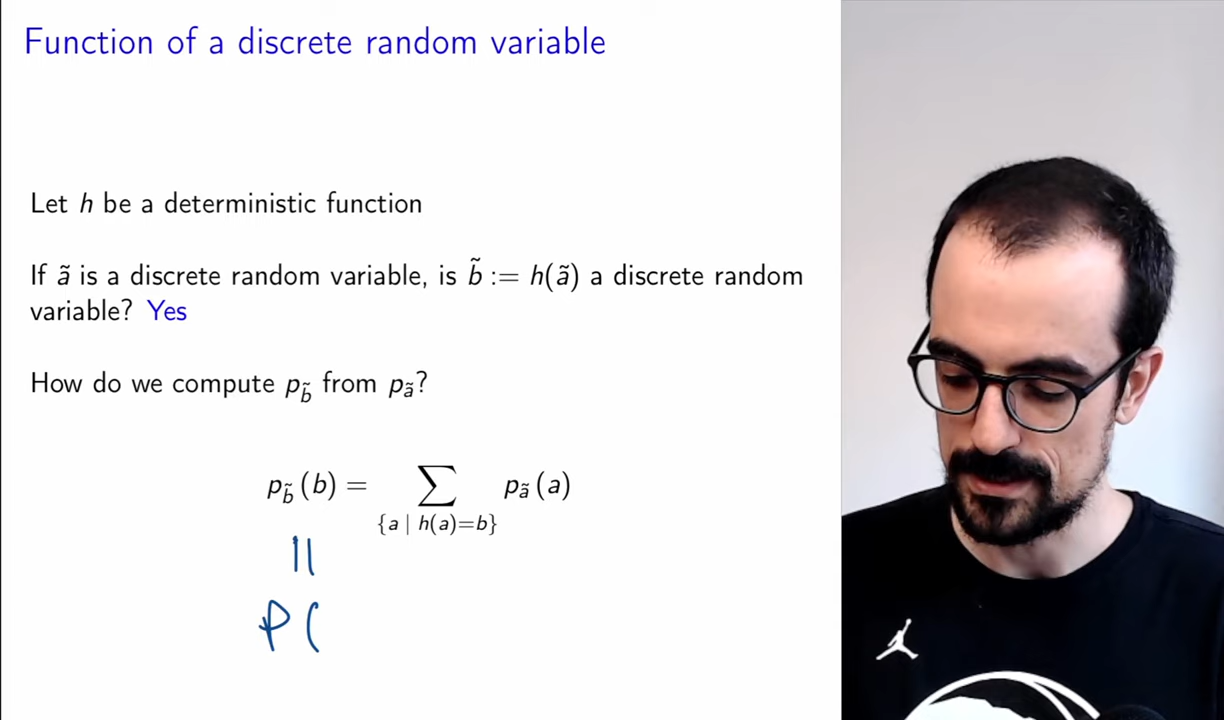 Function of a discrete random variable
Let h be a deterministic function
If ã is a discrete random variable, is b̃ := h(ã) a discrete random
variable? Yes
How do we compute p_b̃ from p_ã?
p_b̃ (b) = ∑_{a | h(a)=b} p_ã (a)
||
P (